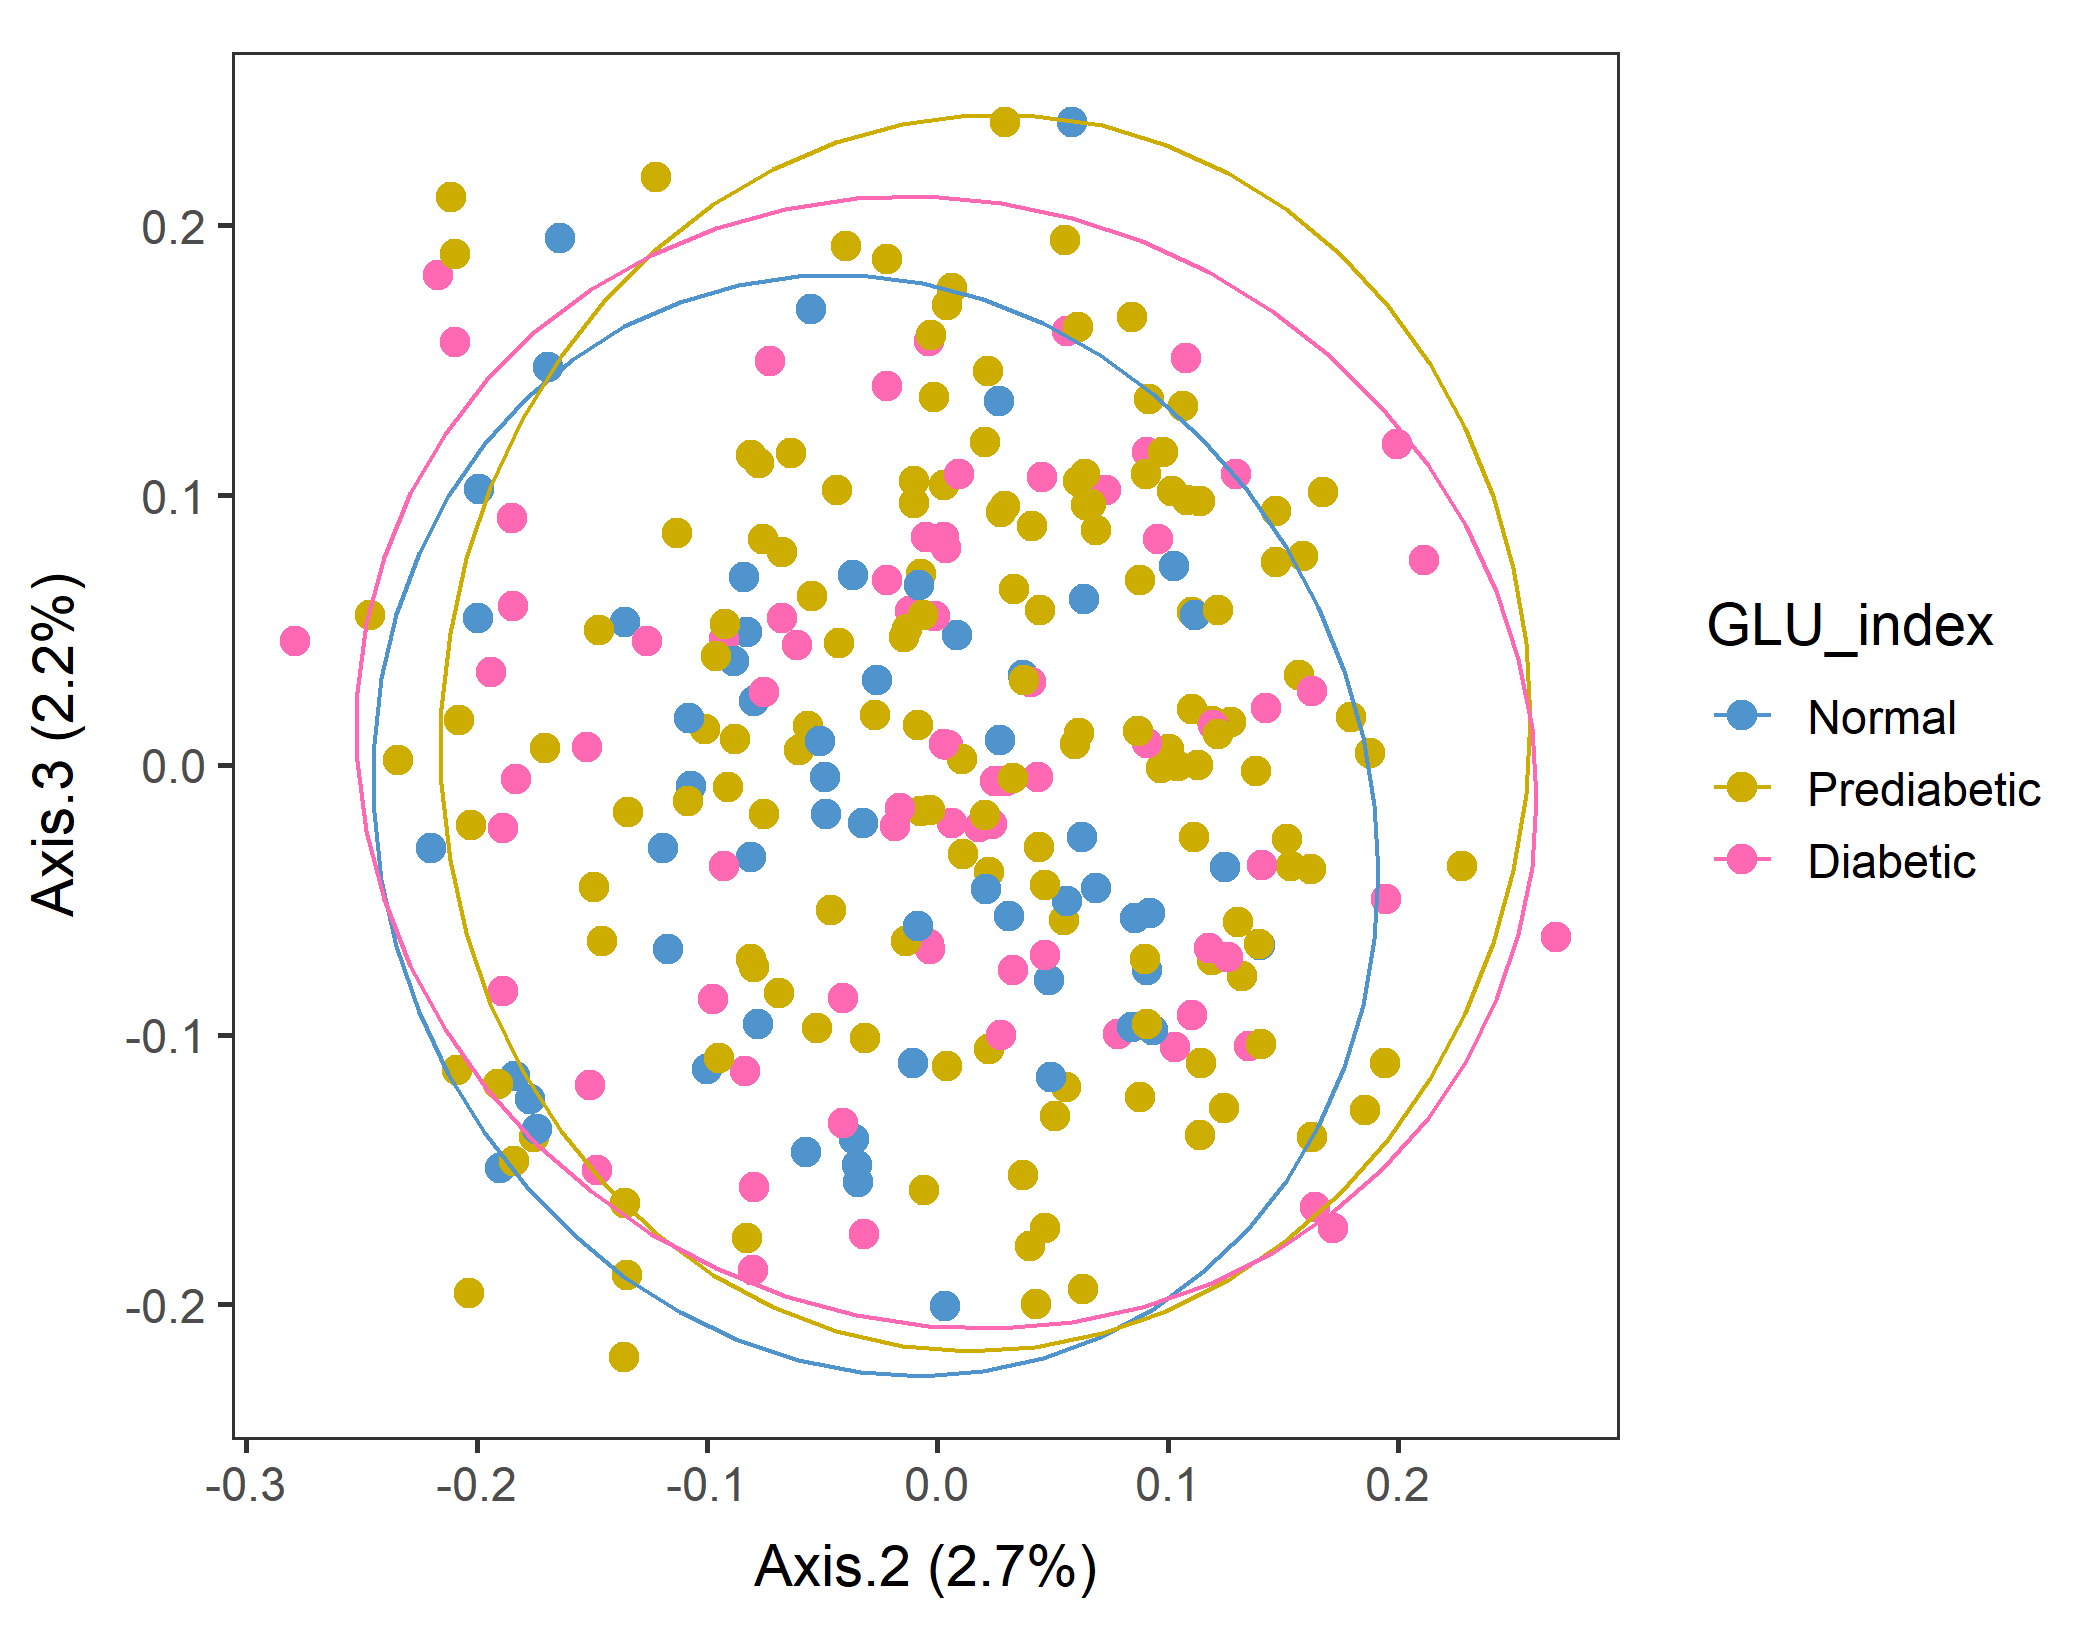 Axis.3 (2.2%)
0.2
0.1
0.0
-0.1
-0.2
-0.3 -0.2 -0.1 0.0 0.1 0.2
Axis.2 (2.7%)
GLU_index
Normal
Prediabetic
Diabetic